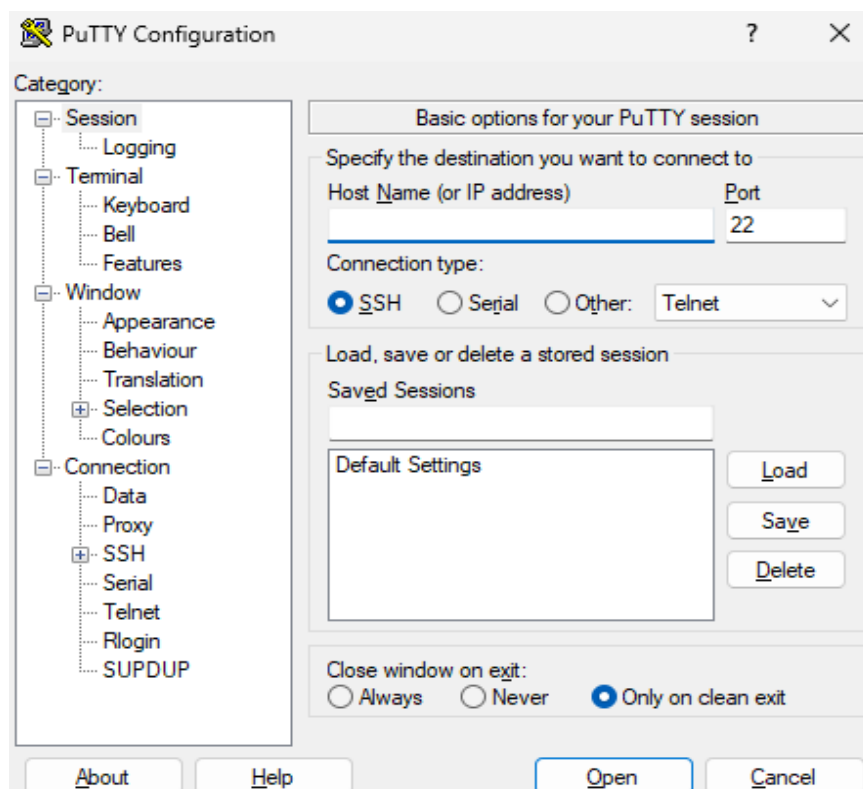 PuTTY Configuration
?
Category:
Session
Logging
Terminal
Keyboard
Bell
Features
Window
Appearance
Behaviour
Translation
Selection
Colours
Connection
Data
Proxy
SSH
Serial
Telnet
Rlogin
SUPDUP
Basic options for your PuTTY session
Specify the destination you want to connect to
Host Name (or IP address) Port
22
Connection type:
SSH Serial Other: Telnet
Load, save or delete a stored session
Saved Sessions
Default Settings
Load
Save
Delete
Close window on exit:
Always Never Only on clean exit
About Help Open Cancel